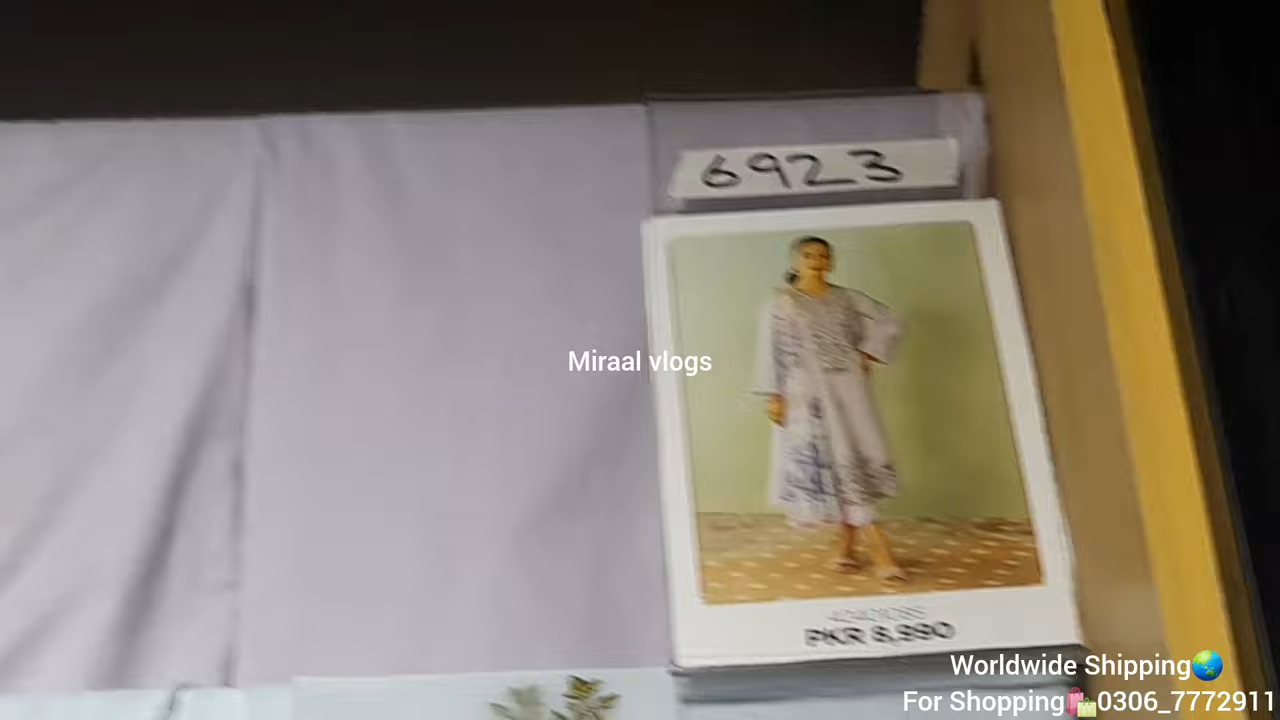 6923
Miraal vlogs
PKR 8,990
Worldwide Shipping🌏
For Shopping🛍️0306_7772911